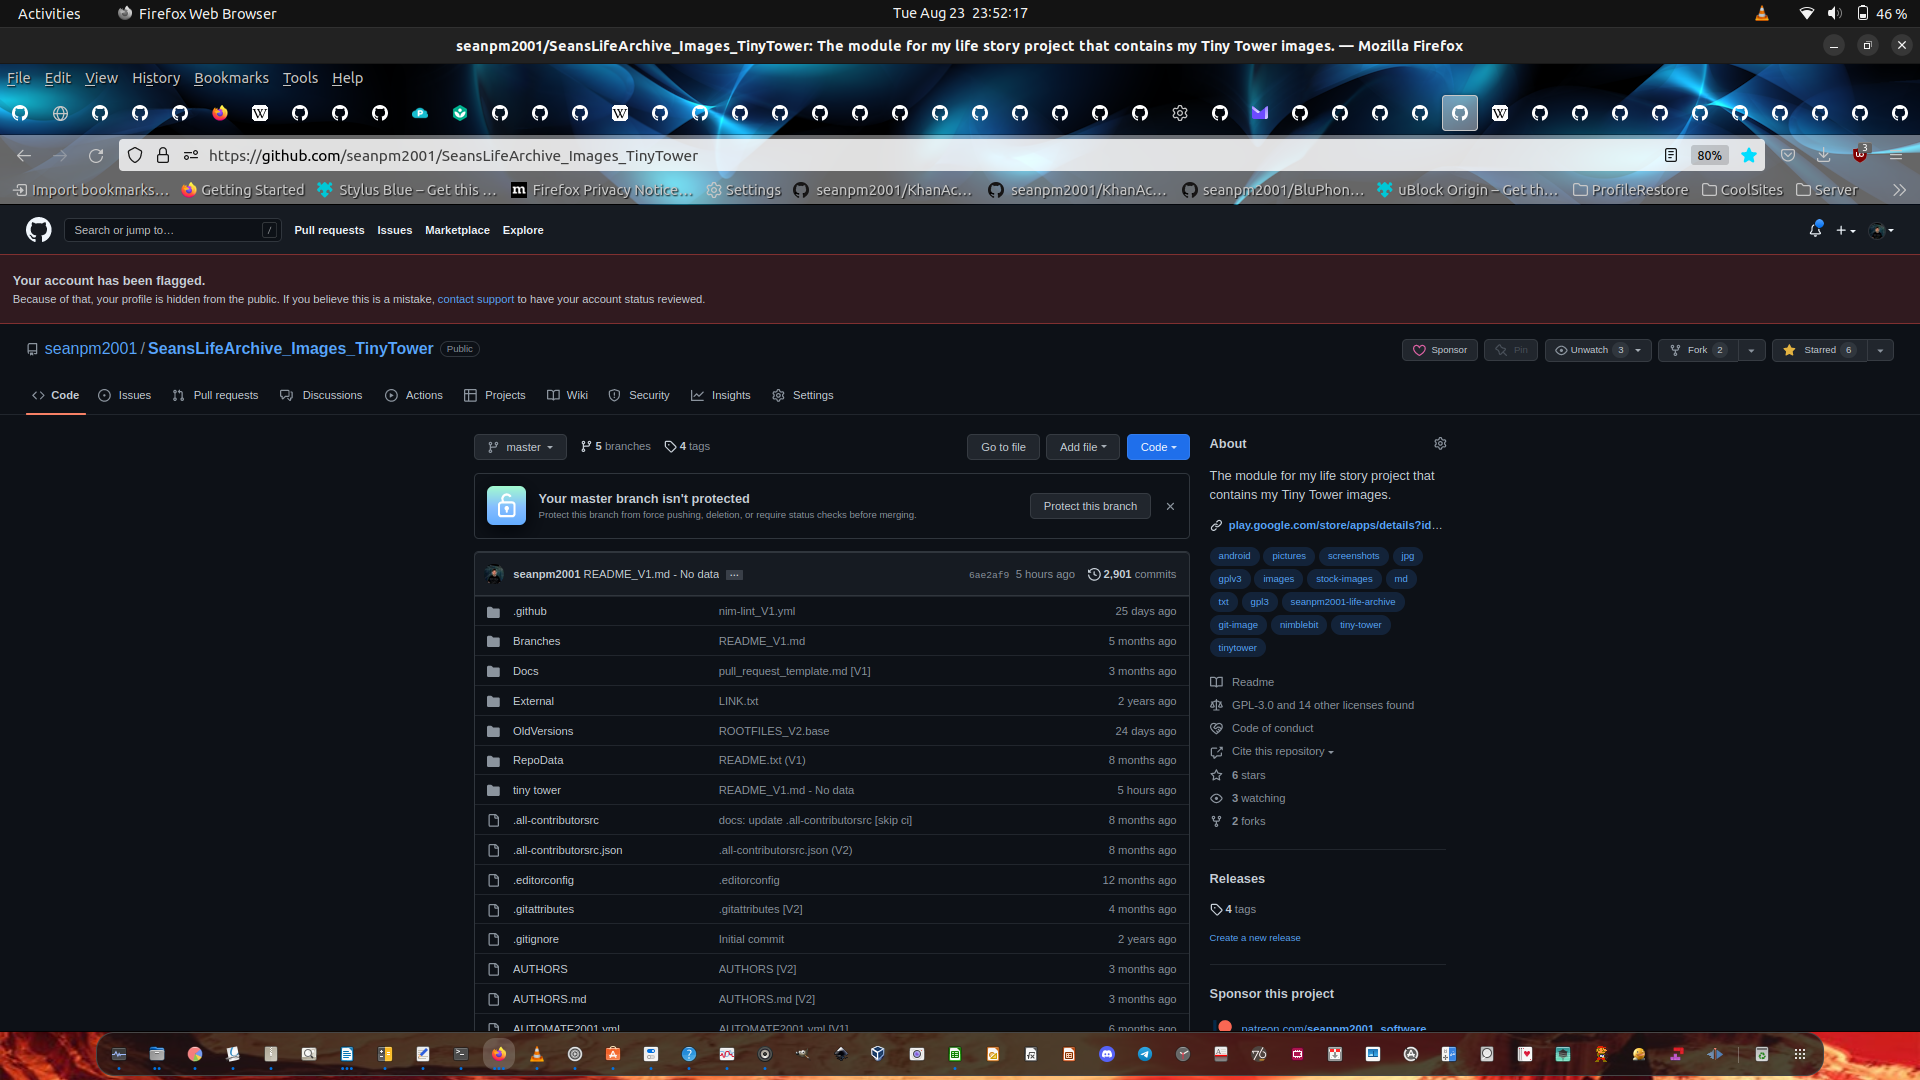 Activities
Firefox Web Browser
Tue Aug 23 23:52:17
46 %
seanpm2001/SeansLifeArchive_Images_TinyTower: The module for my life story project that contains my Tiny Tower images. — Mozilla Firefox
File Edit View History Bookmarks Tools Help
https://github.com/seanpm2001/SeansLifeArchive_Images_TinyTower
80%
3
Import bookmarks…
Getting Started
Stylus Blue – Get this …
Firefox Privacy Notice…
Settings
seanpm2001/KhanAc…
seanpm2001/KhanAc…
seanpm2001/BluPhon…
uBlock Origin – Get th…
ProfileRestore
CoolSites
Server
Search or jump to…
/
Pull requests
Issues
Marketplace
Explore
Your account has been flagged.
Because of that, your profile is hidden from the public. If you believe this is a mistake, contact support to have your account status reviewed.
seanpm2001 / SeansLifeArchive_Images_TinyTower
Public
Sponsor
Pin
Unwatch 3
Fork 2
Starred 6
Code
Issues
Pull requests
Discussions
Actions
Projects
Wiki
Security
Insights
Settings
master
5 branches
4 tags
Go to file
Add file
Code
Your master branch isn't protected
Protect this branch from force pushing, deletion, or require status checks before merging.
Protect this branch
seanpm2001 README_V1.md - No data …
6ae2af9 5 hours ago
2,901 commits
.github nim-lint_V1.yml 25 days ago
Branches README_V1.md 5 months ago
Docs pull_request_template.md [V1] 3 months ago
External LINK.txt 2 years ago
OldVersions ROOTFILES_V2.base 24 days ago
RepoData README.txt (V1) 8 months ago
tiny tower README_V1.md - No data 5 hours ago
.all-contributorsrc docs: update .all-contributorsrc [skip ci] 8 months ago
.all-contributorsrc.json .all-contributorsrc.json (V2) 8 months ago
.editorconfig .editorconfig 12 months ago
.gitattributes .gitattributes [V2] 4 months ago
.gitignore Initial commit 2 years ago
AUTHORS AUTHORS [V2] 3 months ago
AUTHORS.md AUTHORS.md [V2] 3 months ago
AUTOMATE2001.yml AUTOMATE2001.yml [V1] 6 months ago
About
The module for my life story project that
contains my Tiny Tower images.
play.google.com/store/apps/details?id…
android pictures screenshots jpg
gplv3 images stock-images md
txt gpl3 seanpm2001-life-archive
git-image nimblebit tiny-tower
tinytower
Readme
GPL-3.0 and 14 other licenses found
Code of conduct
Cite this repository
6 stars
3 watching
2 forks
Releases
4 tags
Create a new release
Sponsor this project
patreon.com/seanpm2001_software